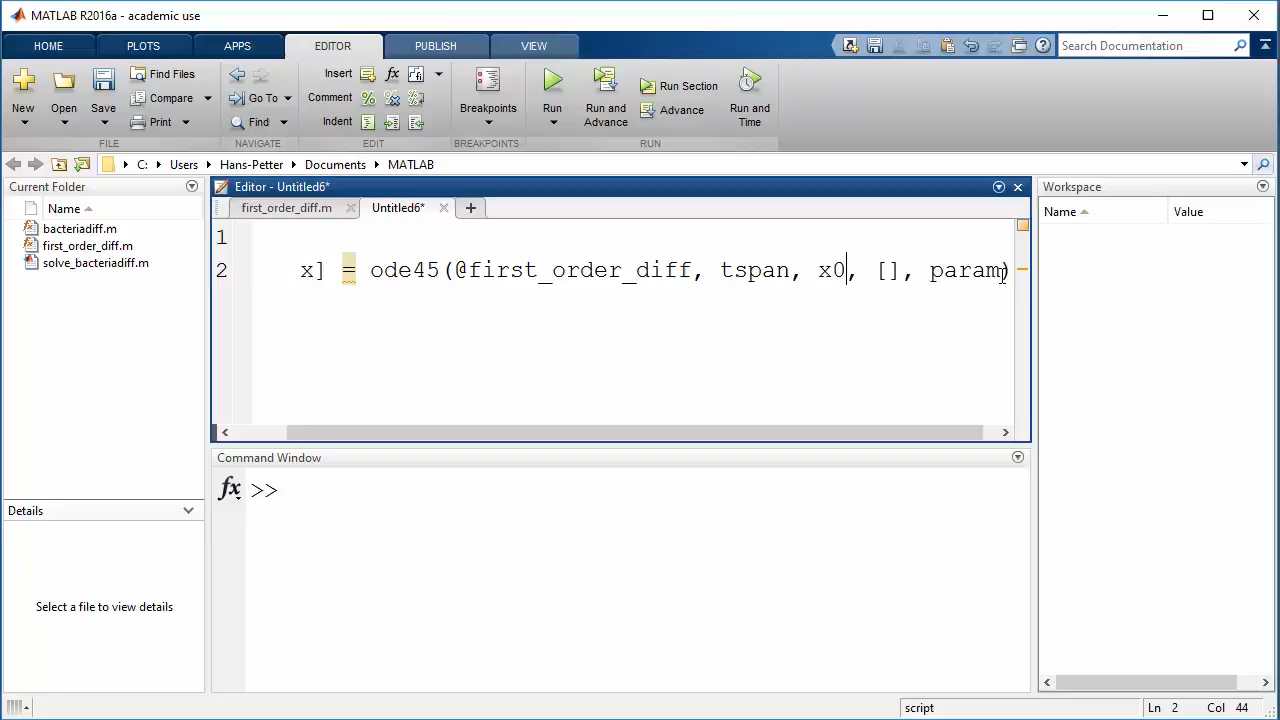 MATLAB R2016a - academic use
HOME PLOTS APPS EDITOR PUBLISH VIEW Search Documentation
New Open Save Find Files Compare Print
Go To Find
Insert fx Comment Indent
Breakpoints
Run Run and Advance Run Section Advance Run and Time
FILE NAVIGATE EDIT BREAKPOINTS RUN
C: Users Hans-Petter Documents MATLAB
Current Folder
Name
bacteriadiff.m
first_order_diff.m
solve_bacteriadiff.m
Details
Select a file to view details
Editor - Untitled6*
first_order_diff.m Untitled6* +
1
2 x] = ode45(@first_order_diff, tspan, x0, [], param)
Command Window
fx >>
Workspace
Name Value
script Ln 2 Col 44